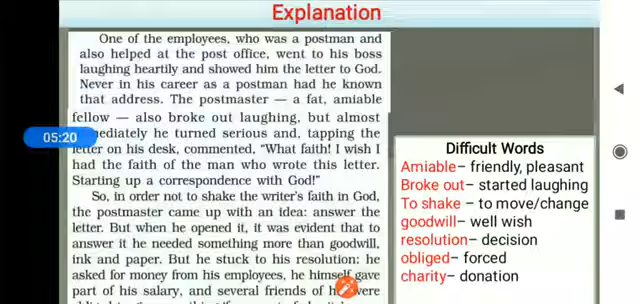 Explanation
One of the employees, who was a postman and
also helped at the post office, went to his boss
laughing heartily and showed him the letter to God.
Never in his career as a postman had he known
that address. The postmaster — a fat, amiable
fellow — also broke out laughing, but almost
05:20
mediately he turned serious and, tapping the
letter on his desk, commented, “What faith! I wish I
had the faith of the man who wrote this letter.
Starting up a correspondence with God!”
So, in order not to shake the writer’s faith in God,
the postmaster came up with an idea: answer the
letter. But when he opened it, it was evident that to
answer it he needed something more than goodwill,
ink and paper. But he stuck to his resolution: he
asked for money from his employees, he himself gave
part of his salary, and several friends of were
Difficult Words
Amiable– friendly, pleasant
Broke out– started laughing
To shake – to move/change
goodwill– well wish
resolution– decision
obliged– forced
charity– donation